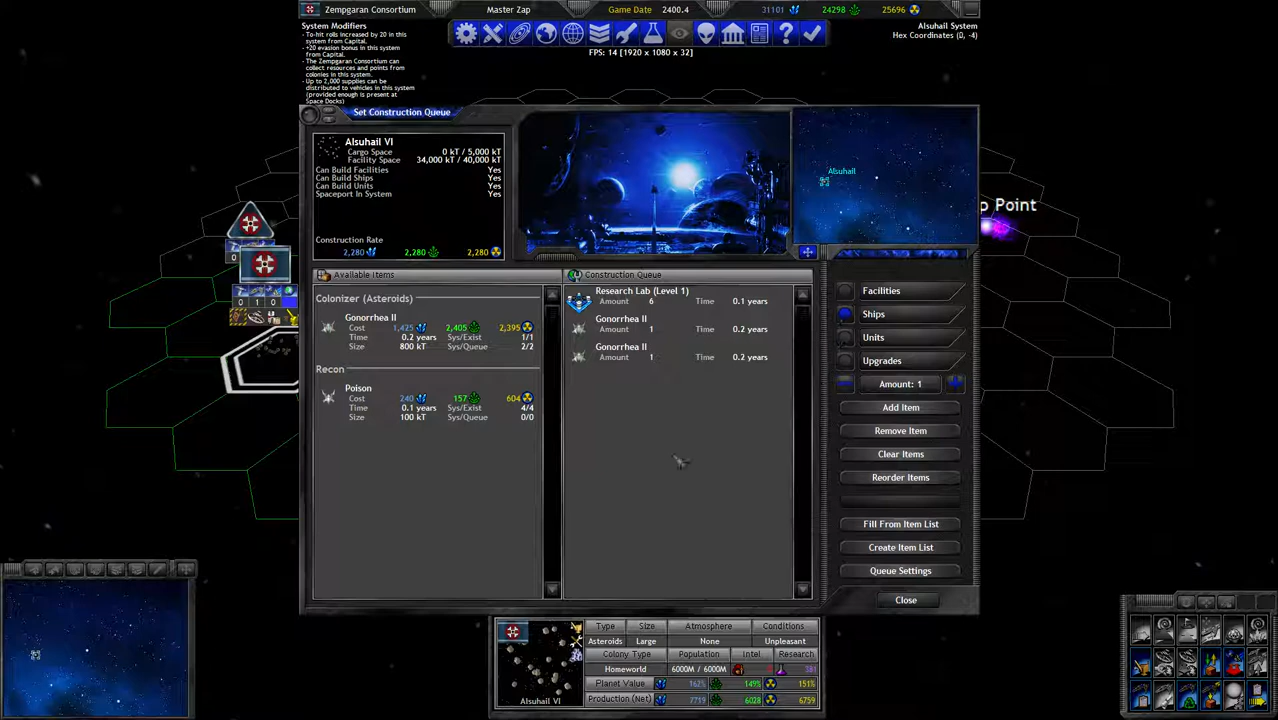 Zempgaran Consortium
Master Zap
Game Date 2400.4
31101 24298 25696
System Modifiers
- To-hit rolls increased by 20 in this
system from Capital.
- +20 evasion bonus in this system
from Capital.
- The Zempgaran Consortium can
collect resources and points from
colonies in this system.
- Up to 2,000 supplies can be
distributed to vehicles in this system
(provided enough is present at
Space Docks)
Alsuhail System
Hex Coordinates (0, -4)
FPS: 14 [1920 x 1080 x 32]
Set Construction Queue
Alsuhail VI
Cargo Space 0 kT / 5,000 kT
Facility Space 34,000 kT / 40,000 kT
Can Build Facilities Yes
Can Build Ships Yes
Can Build Units Yes
Spaceport In System Yes
Construction Rate
2,280 2,280 2,280
Alsuhail
p Point
Available Items
Colonizer (Asteroids)
Gonorrhea II
Cost 1,425 2,405 2,395
Time 0.2 years Sys/Exist 1/1
Size 800 kT Sys/Queue 2/2
Recon
Poison
Cost 240 157 604
Time 0.1 years Sys/Exist 4/4
Size 100 kT Sys/Queue 0/0
Construction Queue
Research Lab (Level 1)
Amount 6 Time 0.1 years
Gonorrhea II
Amount 1 Time 0.2 years
Gonorrhea II
Amount 1 Time 0.2 years
Facilities
Ships
Units
Upgrades
Amount: 1
Add Item
Remove Item
Clear Items
Reorder Items
Fill From Item List
Create Item List
Queue Settings
Close
0
0 1 0
Type Size Atmosphere Conditions
Asteroids Large None Unpleasant
Colony Type Population Intel Research
Homeworld 6000M / 6000M 381
Planet Value 162% 149% 151%
Production (Net) 7719 6028 6759
Alsuhail VI